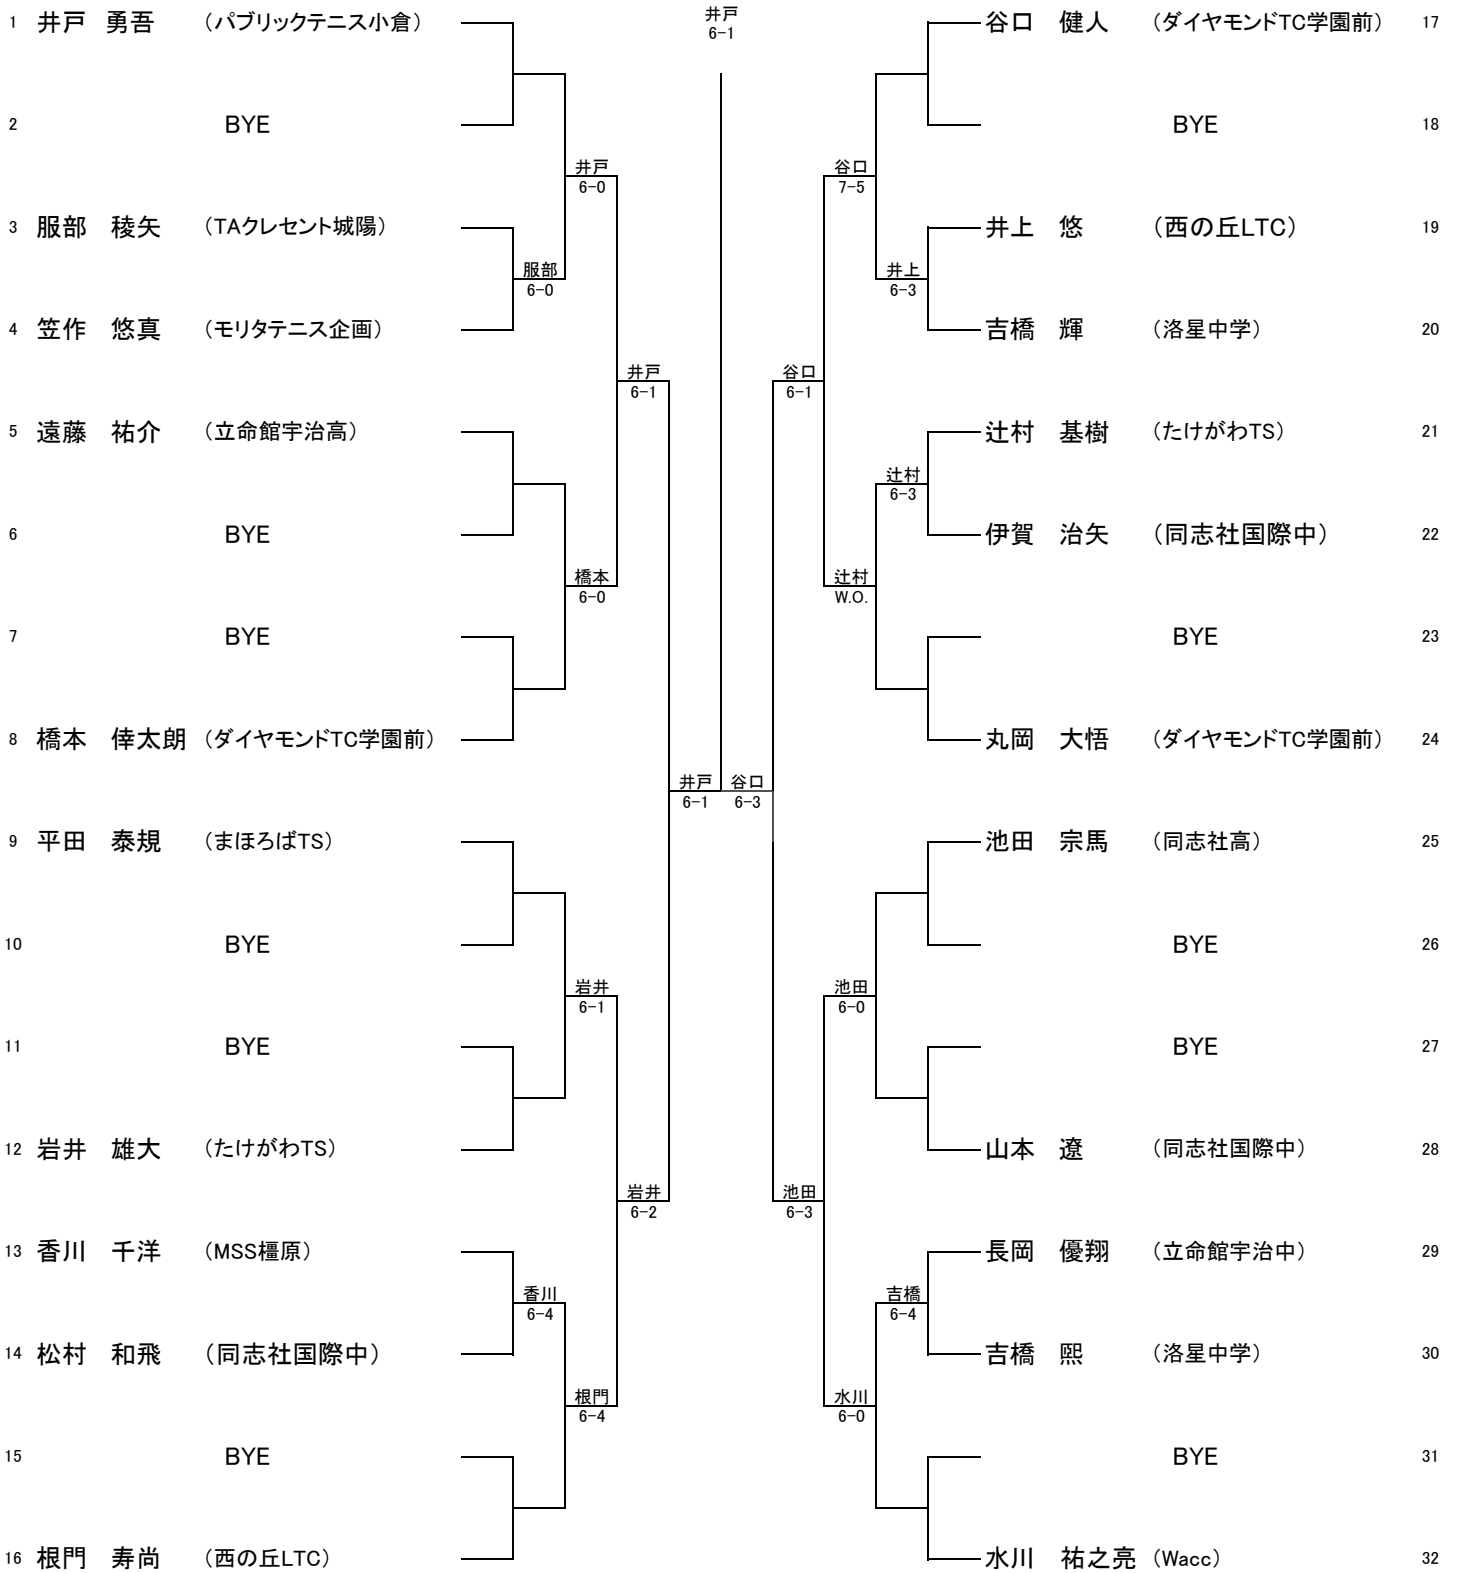 1 井戸 勇吾 （パブリックテニス小倉）
2 BYE
3 服部 稜矢 （TAクレセント城陽）
4 笠作 悠真 （モリタテニス企画）
5 遠藤 祐介 （立命館宇治高）
6 BYE
7 BYE
8 橋本 倖太朗 （ダイヤモンドTC学園前）
9 平田 泰規 （まほろばTS）
10 BYE
11 BYE
12 岩井 雄大 （たけがわTS）
13 香川 千洋 （MSS橿原）
14 松村 和飛 （同志社国際中）
15 BYE
16 根門 寿尚 （西の丘LTC）
服部
6-0
香川
6-4
井戸
6-0
橋本
6-0
岩井
6-1
根門
6-4
井戸
6-1
岩井
6-2
井戸
6-1
井戸
6-1
谷口
6-3
谷口
6-1
池田
6-3
谷口
7-5
辻村
W.O.
池田
6-0
水川
6-0
井上
6-3
辻村
6-3
吉橋
6-4
谷口 健人 （ダイヤモンドTC学園前） 17
BYE 18
井上 悠 （西の丘LTC） 19
吉橋 輝 （洛星中学） 20
辻村 基樹 （たけがわTS） 21
伊賀 治矢 （同志社国際中） 22
BYE 23
丸岡 大悟 （ダイヤモンドTC学園前） 24
池田 宗馬 （同志社高） 25
BYE 26
BYE 27
山本 遼 （同志社国際中） 28
長岡 優翔 （立命館宇治中） 29
吉橋 煕 （洛星中学） 30
BYE 31
水川 祐之亮 （Wacc） 32